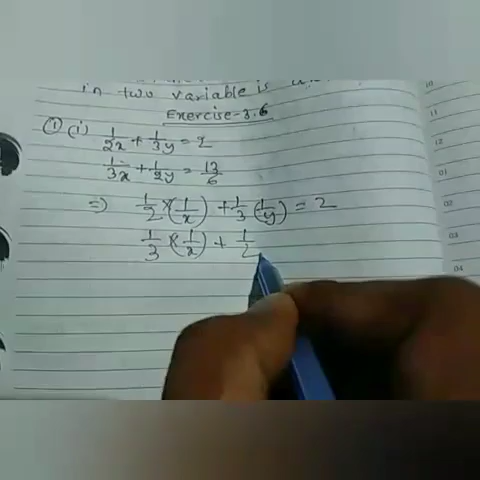 in two variable is
Exercise-3.6
① (i) 1/2x + 1/3y = 2
1/3x + 1/2y = 13/6
=> 1/2 × (1/x) + 1/3 (1/y) = 2
1/3 × (1/x) + 1/2